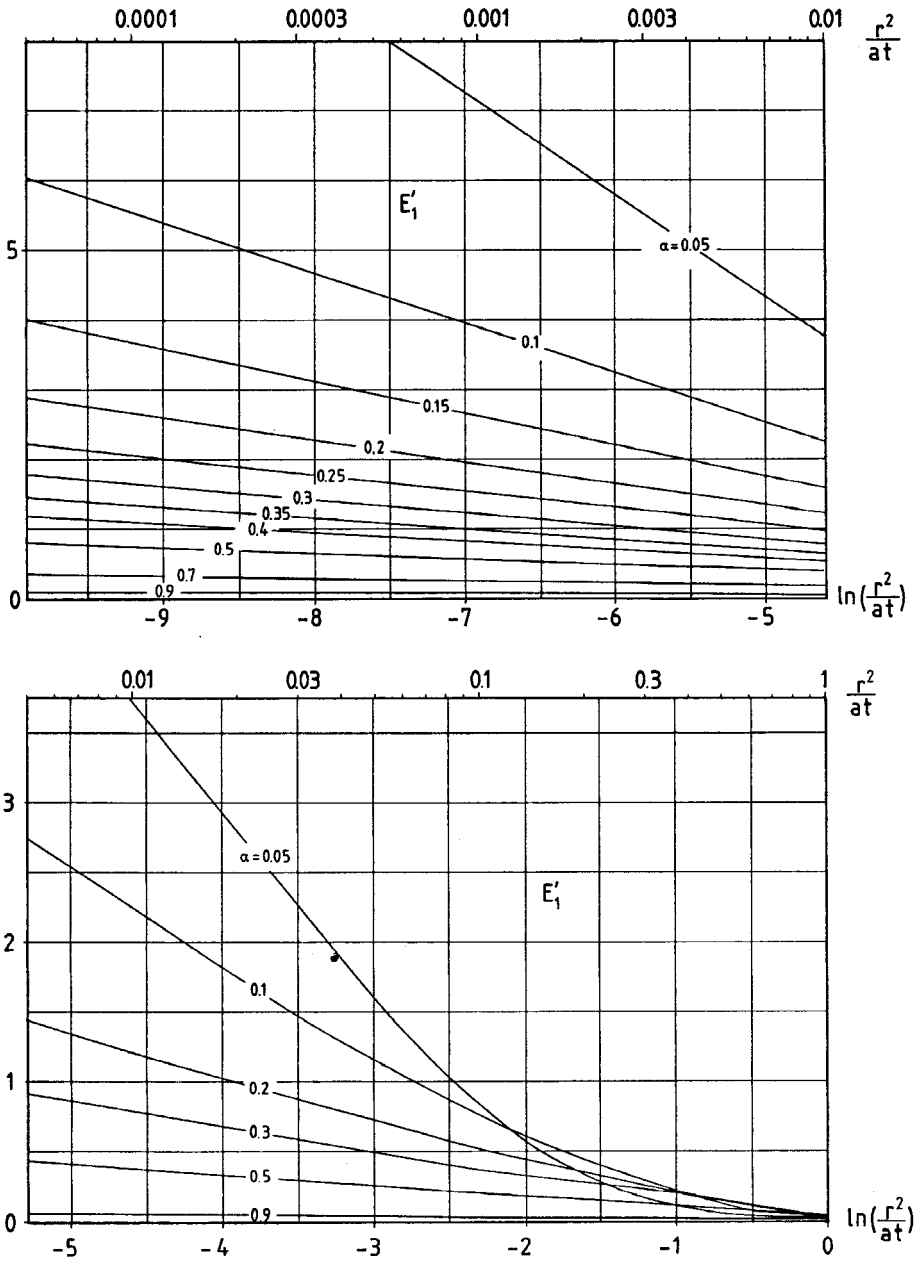 0.0001 0.0003 0.001 0.003 0.01 r²/at
E₁′
5
α=0.05
0.1
0.15
0.2
0.25
0.3
0.35
0.4
0.5
0.7
0.9
0
-9 -8 -7 -6 -5 ln(r²/at)
0.01 0.03 0.1 0.3 1 r²/at
3
α=0.05
E₁′
2
0.1
1
0.2
0.3
0.5
0.9
0
-5 -4 -3 -2 -1 0 ln(r²/at)